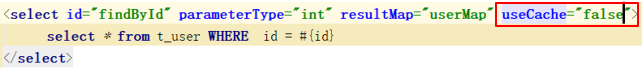 <select id="findById" parameterType="int" resultMap="userMap" useCache="false">
select * from t_user WHERE id = #{id}
</select>